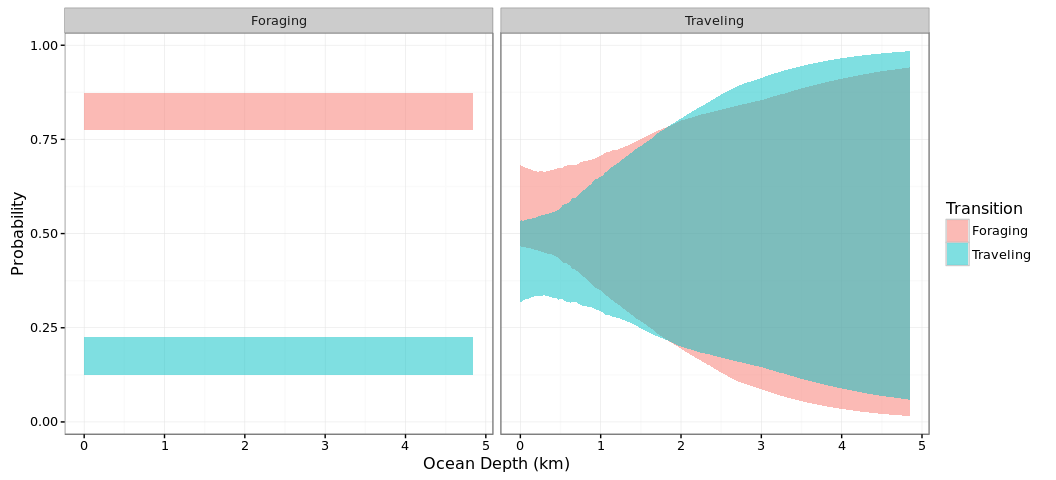 Foraging
Traveling
1.00
0.75
0.50
0.25
0.00
Probability
0 1 2 3 4 5
0 1 2 3 4 5
Ocean Depth (km)
Transition
Foraging
Traveling